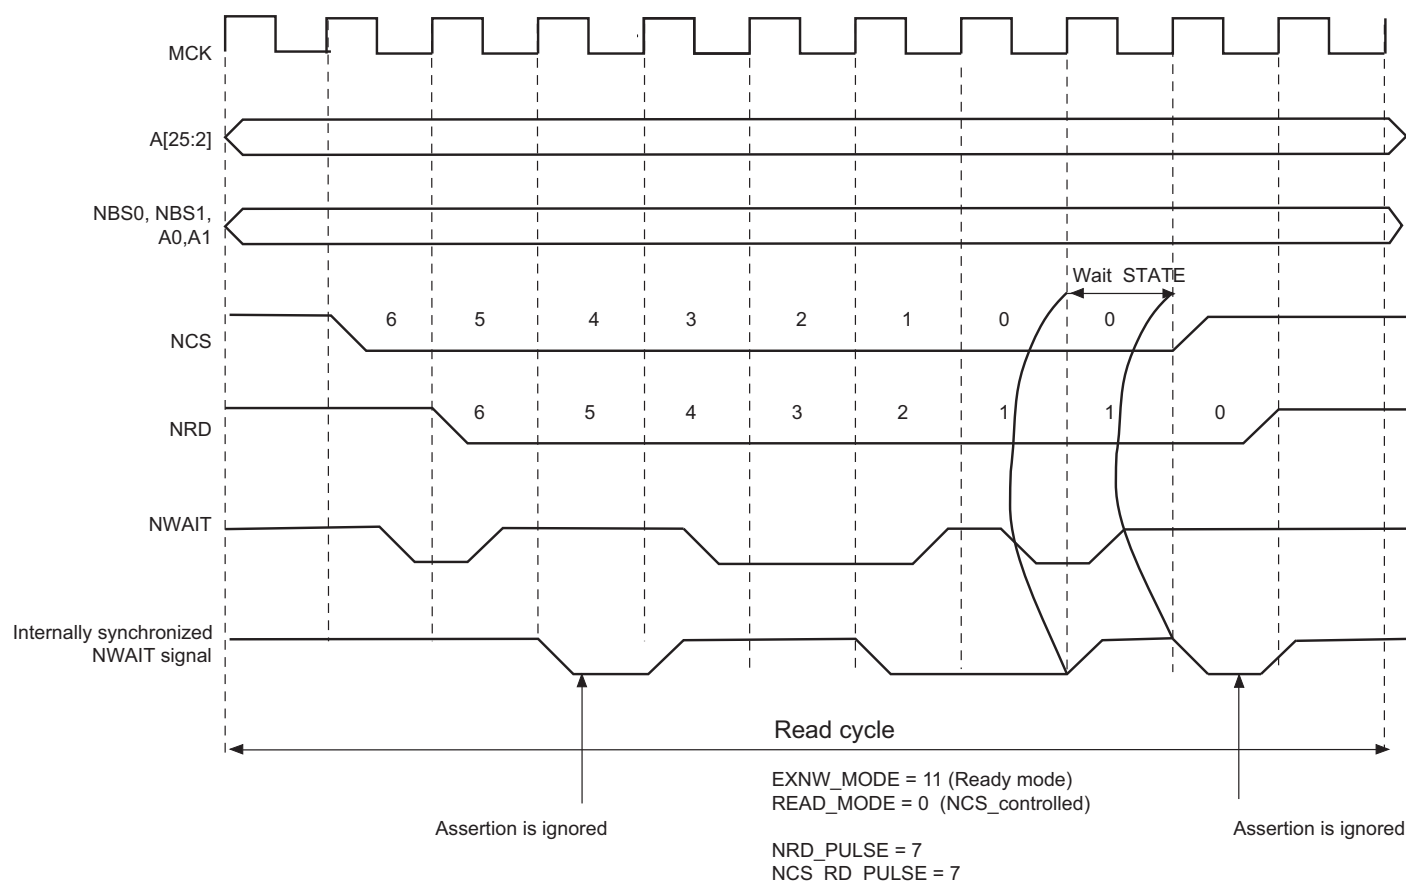 MCK
A[25:2]
NBS0, NBS1,
A0,A1
Wait STATE
NCS
6 5 4 3 2 1 0 0
NRD
6 5 4 3 2 1 1 0
NWAIT
Internally synchronized
NWAIT signal
Read cycle
EXNW_MODE = 11 (Ready mode)
READ_MODE = 0 (NCS_controlled)
Assertion is ignored
Assertion is ignored
NRD_PULSE = 7
NCS_RD_PULSE = 7